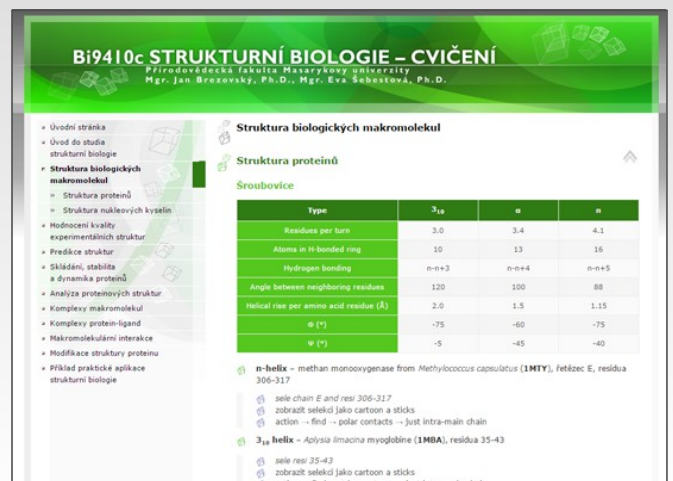 Bi9410c STRUKTURNÍ BIOLOGIE – CVIČENÍ
Přírodovědecká fakulta Masarykovy univerzity
Mgr. Jan Brezovský, Ph.D., Mgr. Eva Šebestová, Ph.D.
» Úvodní stránka
» Úvod do studia
strukturní biologie
Struktura biologických
makromolekul
» Struktura proteinů
» Struktura nukleových kyselin
» Hodnocení kvality
experimentálních struktur
» Predikce struktur
» Skládání, stabilita
a dynamika proteinů
» Analýza proteinových struktur
» Komplexy makromolekul
» Komplexy protein-ligand
» Makromolekulární interakce
» Modifikace struktury proteinu
» Příklad praktické aplikace
strukturní biologie
Struktura biologických makromolekul
Struktura proteinů
Šroubovice
Type 3₁₀ α π
Residues per turn 3.0 3.4 4.1
Atoms in H-bonded ring 10 13 16
Hydrogen bonding n-n+3 n-n+4 n-n+5
Angle between neighboring residues 120 100 88
Helical rise per amino acid residue (Å) 2.0 1.5 1.15
Φ (°) -75 -60 -75
Ψ (°) -5 -45 -40
π-helix – methan monooxygenase from Methylococcus capsulatus (1MTY), řetězec E, residua
306-317
sele chain E and resi 306-317
zobrazit selekci jako cartoon a sticks
action → find → polar contacts → just intra-main chain
3₁₀ helix – Aplysia limacina myoglobine (1MBA), residua 35-43
sele resi 35-43
zobrazit selekci jako cartoon a sticks